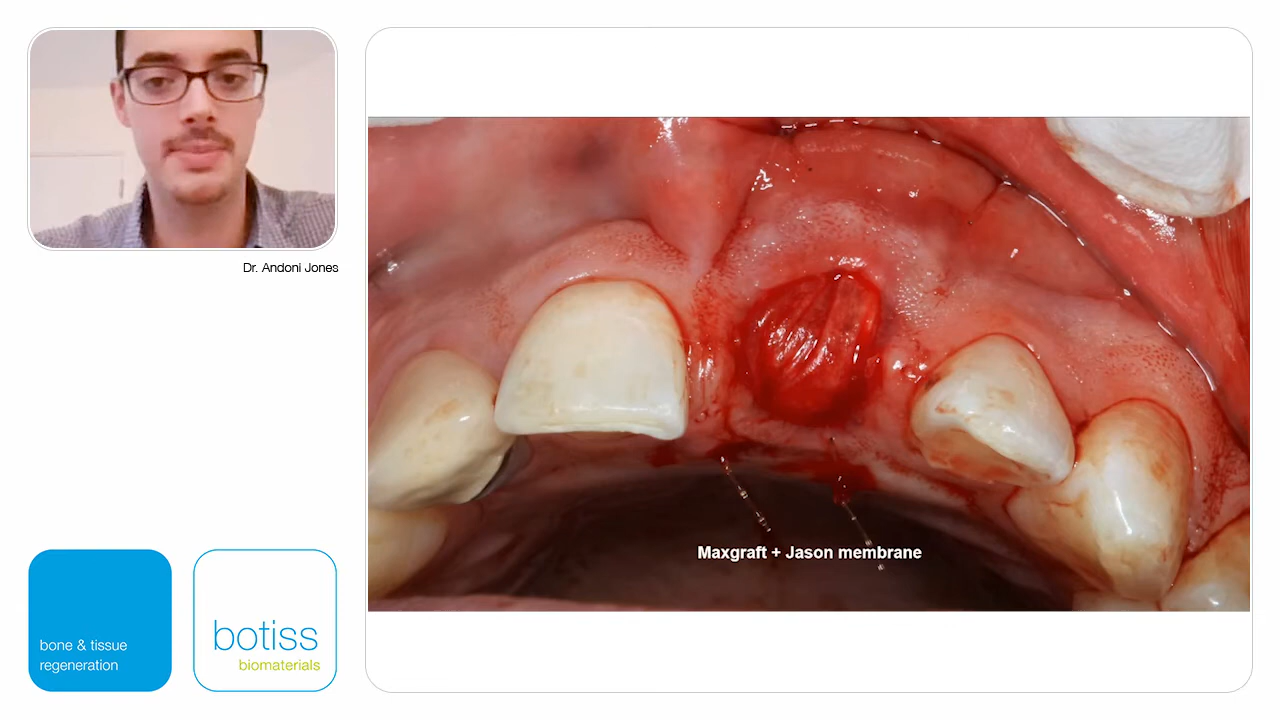 Dr. Andoni Jones
Maxgraft + Jason membrane
bone & tissue
regeneration
botiss
biomaterials